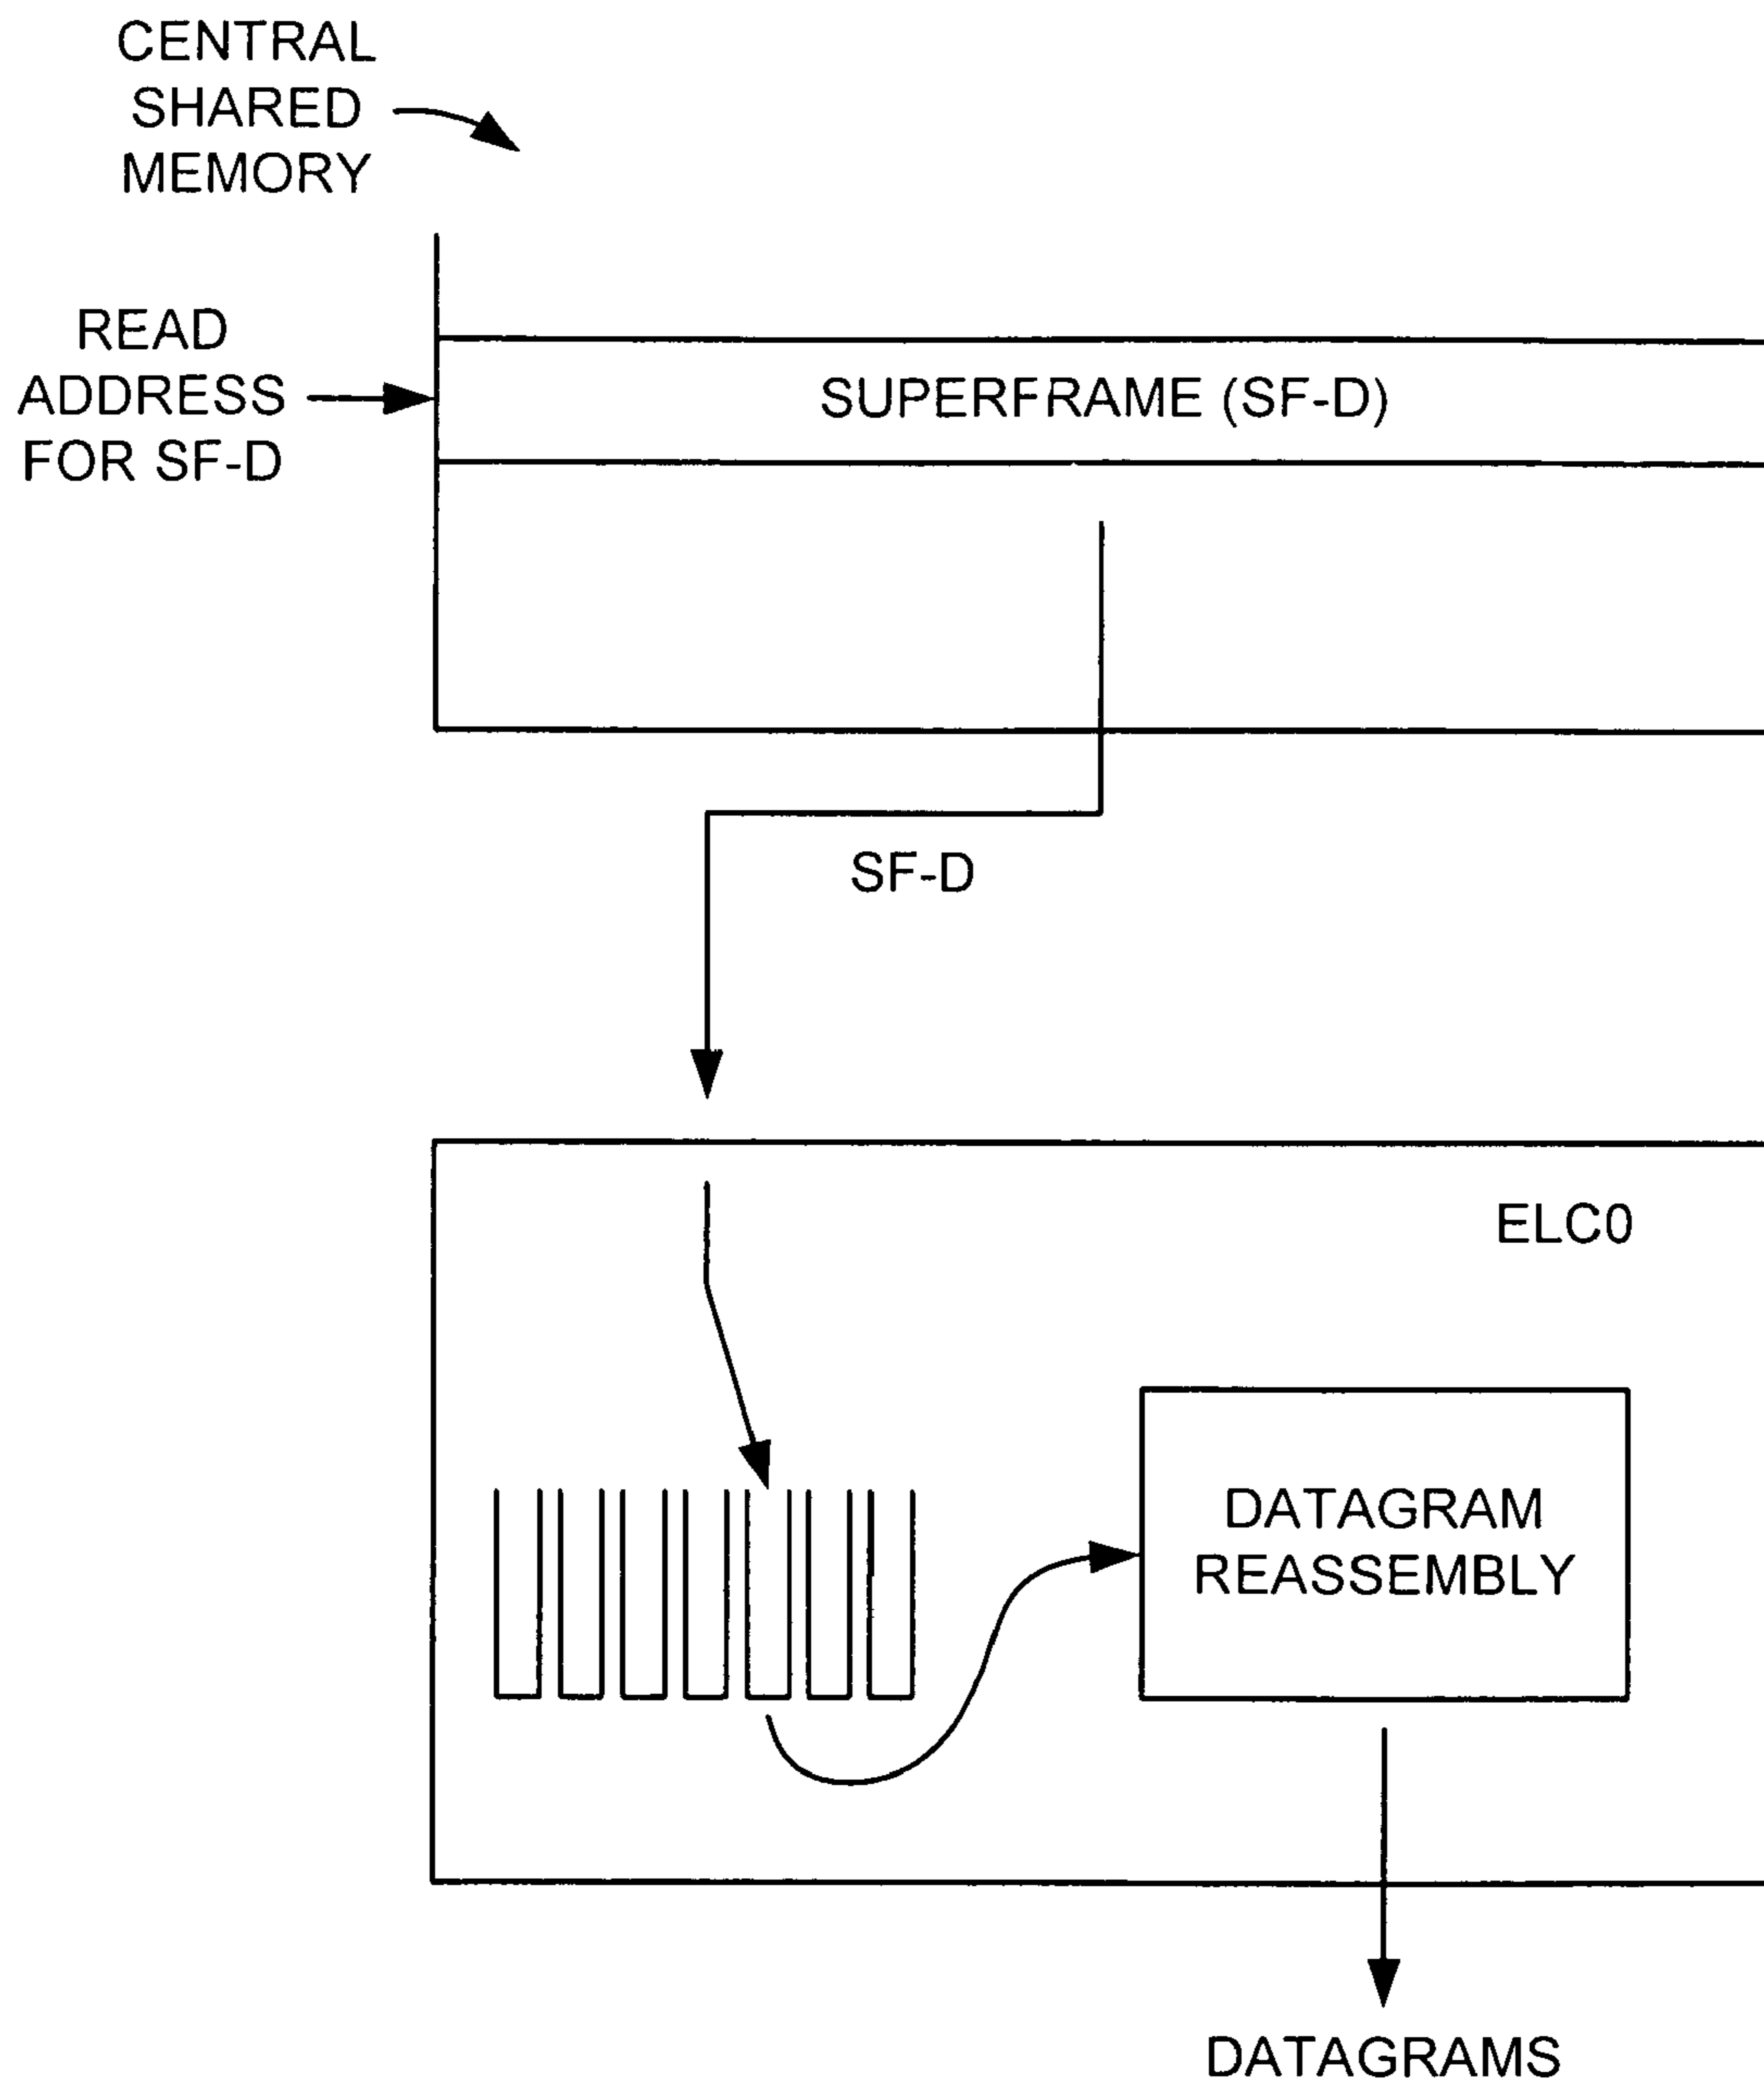 CENTRAL
SHARED
MEMORY
READ
ADDRESS
FOR SF-D
SUPERFRAME (SF-D)
SF-D
ELC0
DATAGRAM
REASSEMBLY
DATAGRAMS